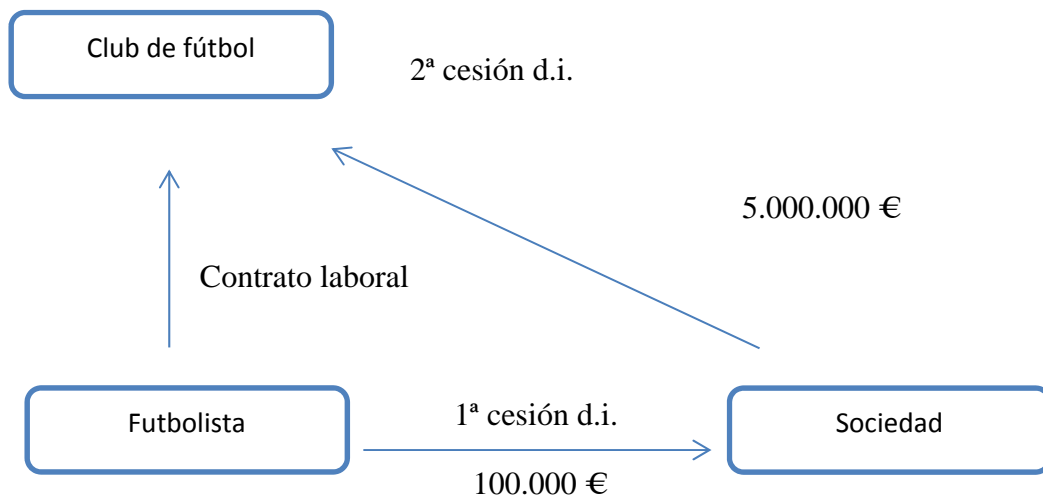 Club de fútbol
2ª cesión d.i.
5.000.000 €
Contrato laboral
Futbolista
1ª cesión d.i.
Sociedad
100.000 €